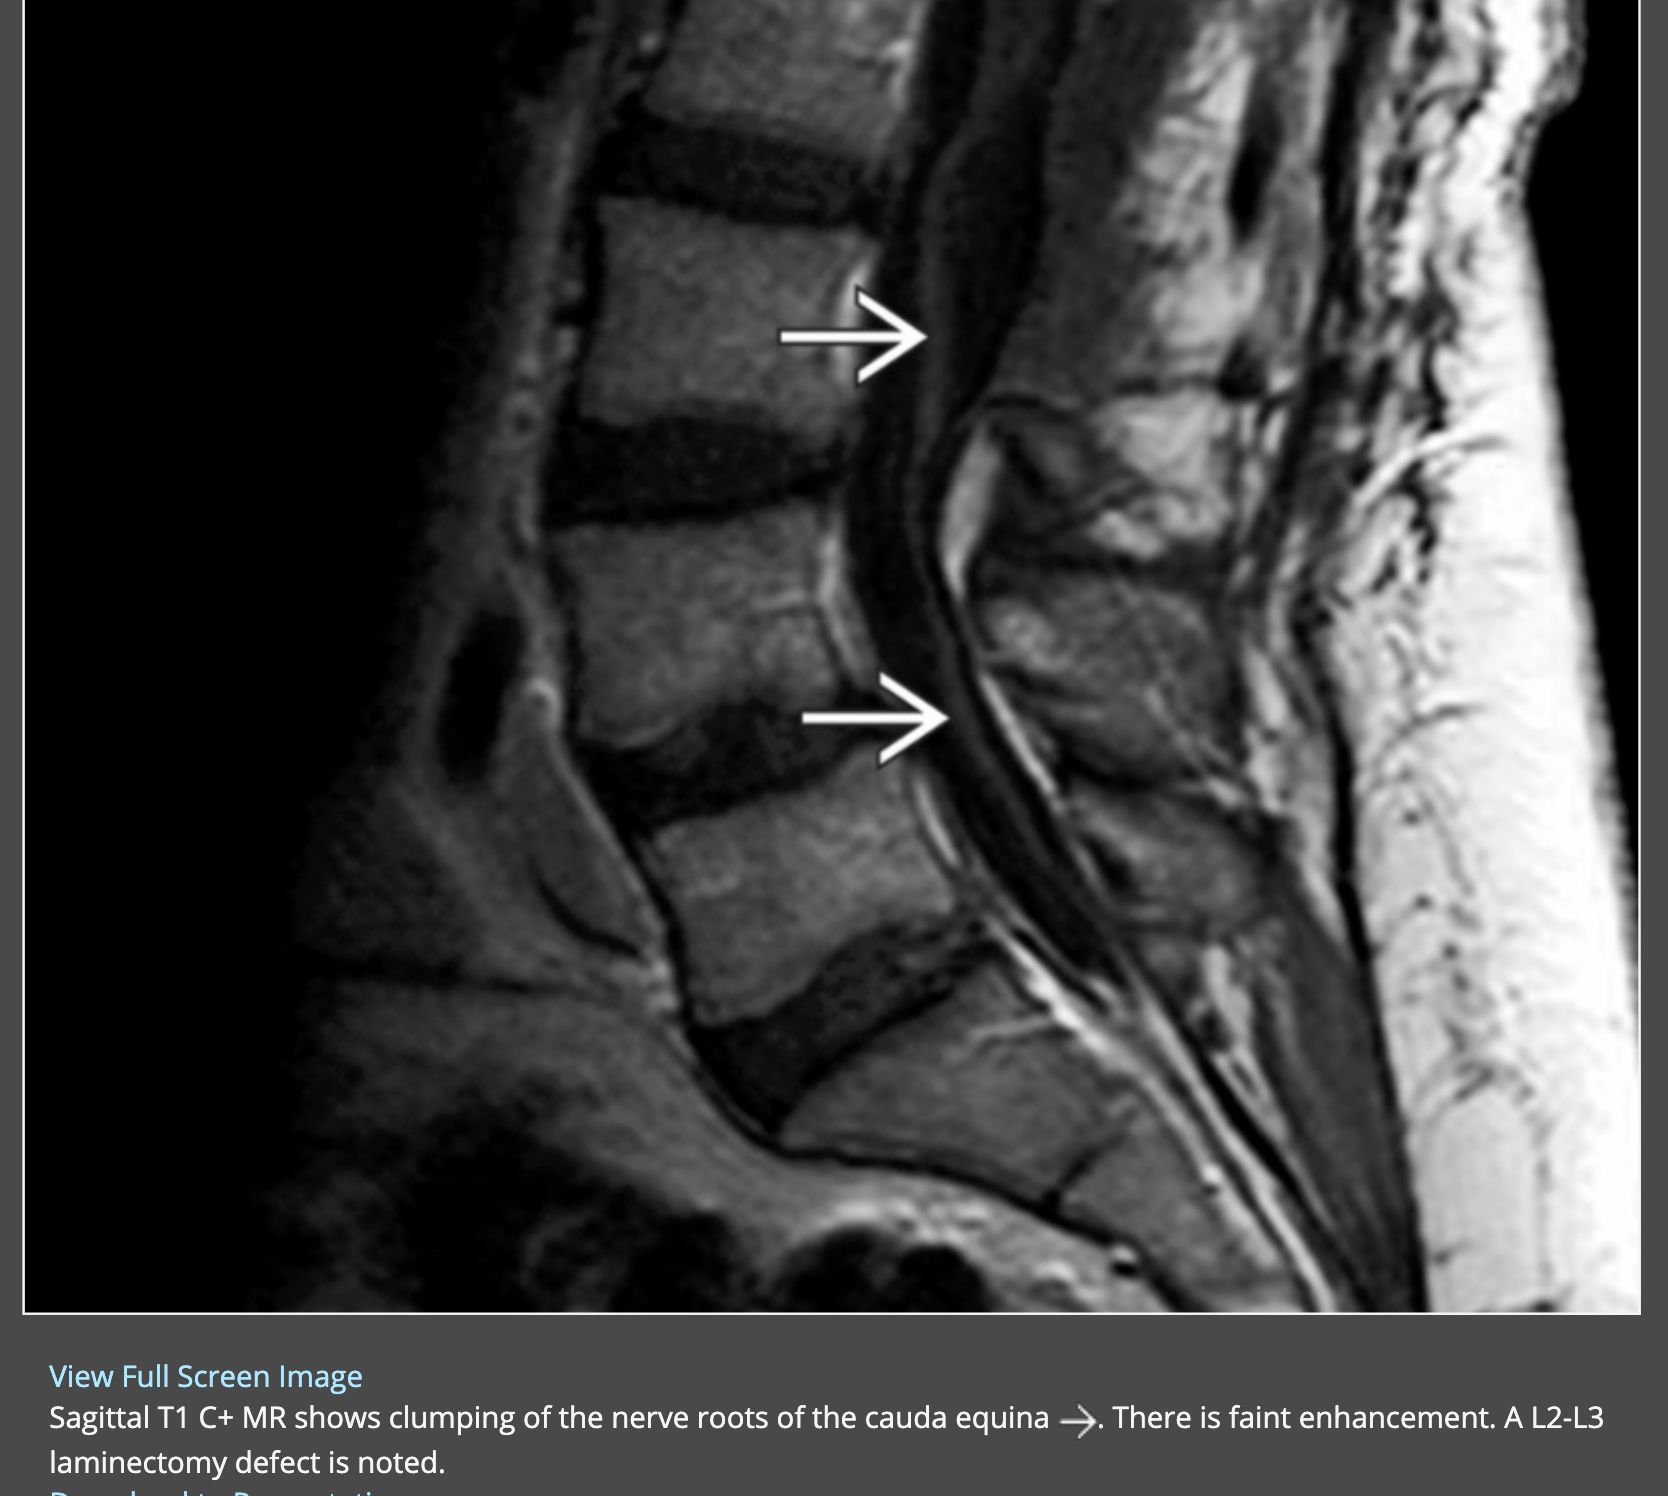 View Full Screen Image
Sagittal T1 C+ MR shows clumping of the nerve roots of the cauda equina →. There is faint enhancement. A L2-L3
laminectomy defect is noted.